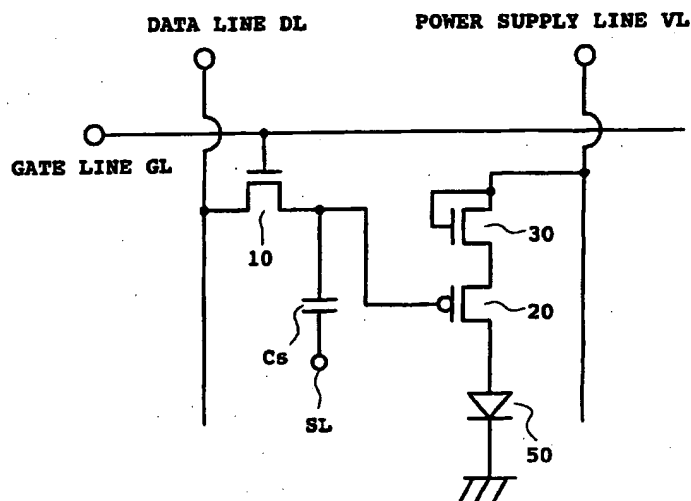 DATA LINE DL
POWER SUPPLY LINE VL
GATE LINE GL
10
30
20
Cs
SL
50